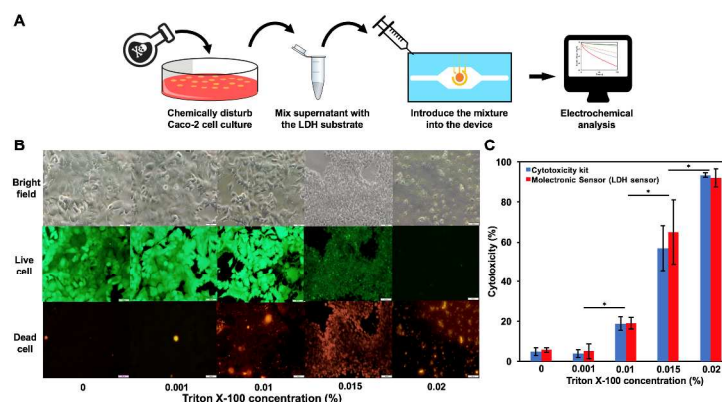 A
Chemically disturb
Caco-2 cell culture
Mix supernatant with
the LDH substrate
Introduce the mixture
into the device
Electrochemical
analysis
B
Bright
field
Live
cell
Dead
cell
0
0.001
0.01
0.015
0.02
Triton X-100 concentration (%)
C
Cytotoxicity kit
Molectronic Sensor (LDH sensor)
Cytoloxicity (%)
100
80
60
40
20
0
*
*
*
*
0
0.001
0.01
0.015
0.02
Triton X-100 concentration (%)